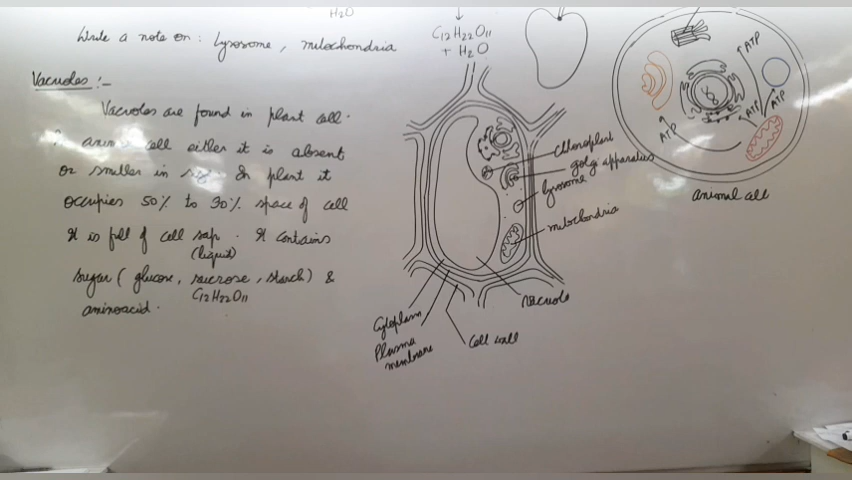 H2O
Write a note on : Lysosome , mitochondria
C12H22O11
+ H2O
Vacuoles :-
Vacuoles are found in plant cell.
cell either it is absent
or smaller in size. In plant it
occupies 50% to 90% space of cell
It is full of cell sap . It contains
(liquid)
sugar ( glucose, sucrose, starch) &
C12H22O11
aminoacid .
Chloroplast
golgi apparatus
lysosome
mitochondria
vacuole
Cytoplasm
Plasma
membrane
Cell wall
ATP
ATP
ATP
ATP
animal cell